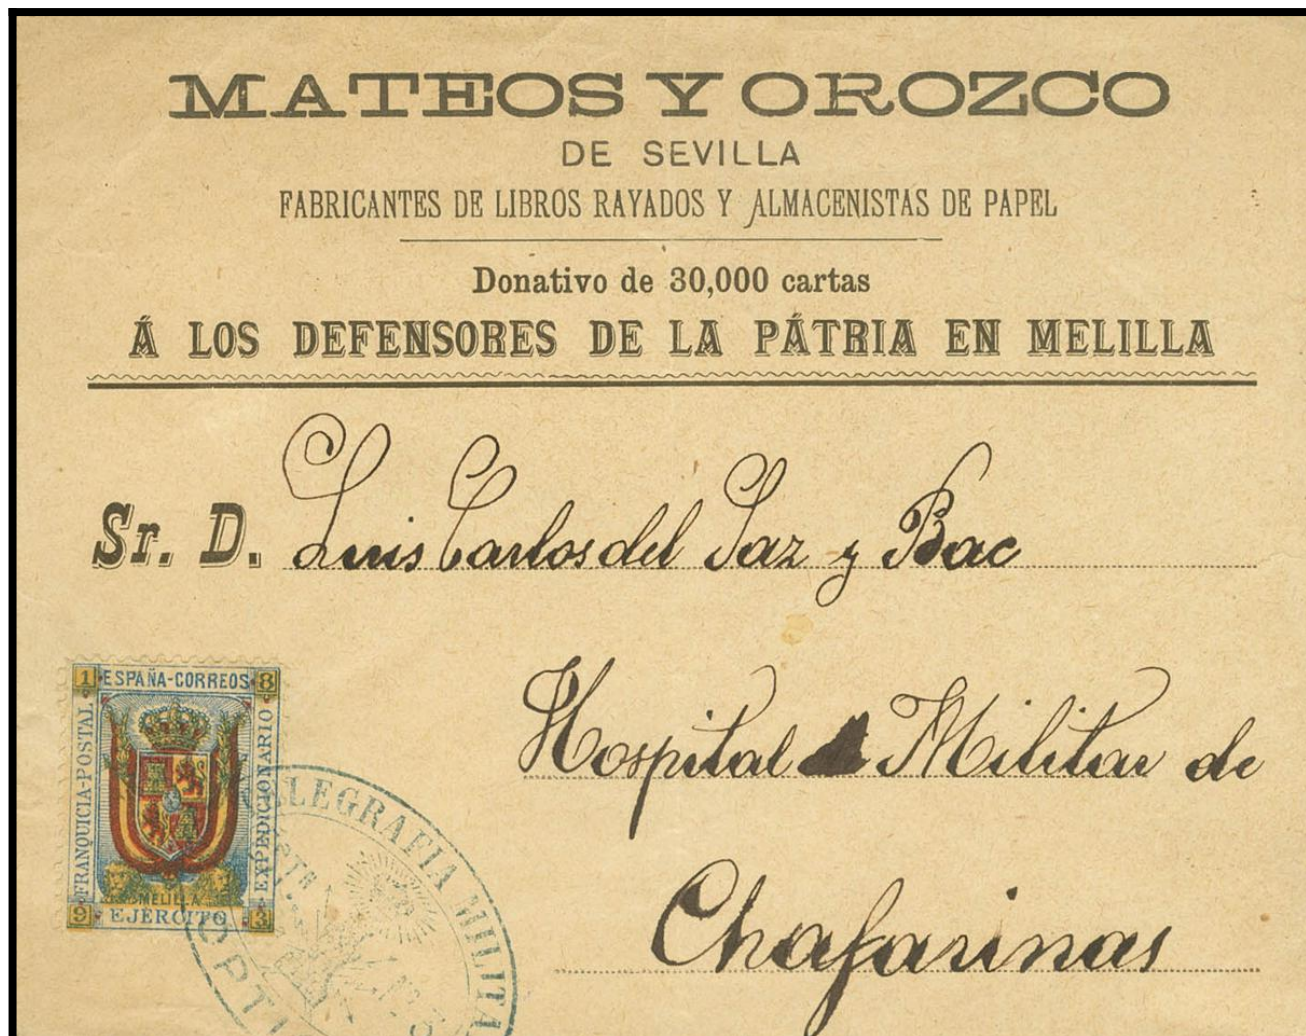 MATEOS Y OROZCO
DE SEVILLA
FABRICANTES DE LIBROS RAYADOS Y ALMACENISTAS DE PAPEL
Donativo de 30,000 cartas
Á LOS DEFENSORES DE LA PÁTRIA EN MELILLA
Sr. D. Luis Carlos del Saz y Bac
Hospital Militar de
Chafarinas
1 ESPAÑA-CORREOS 8
FRANQUICIA-POSTAL
EXPEDICIONARIO
MELILLA
9 EJÉRCITO 3
TELEGRAFIA MILITA
OPTI